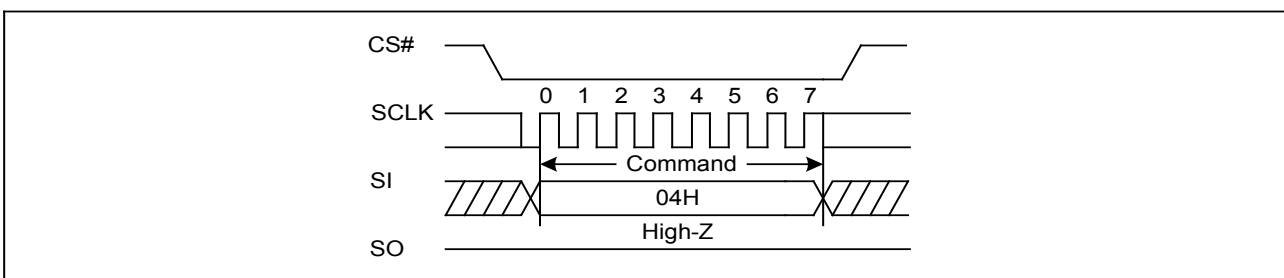 CS#
0 1 2 3 4 5 6 7
SCLK
Command
SI
04H
High-Z
SO